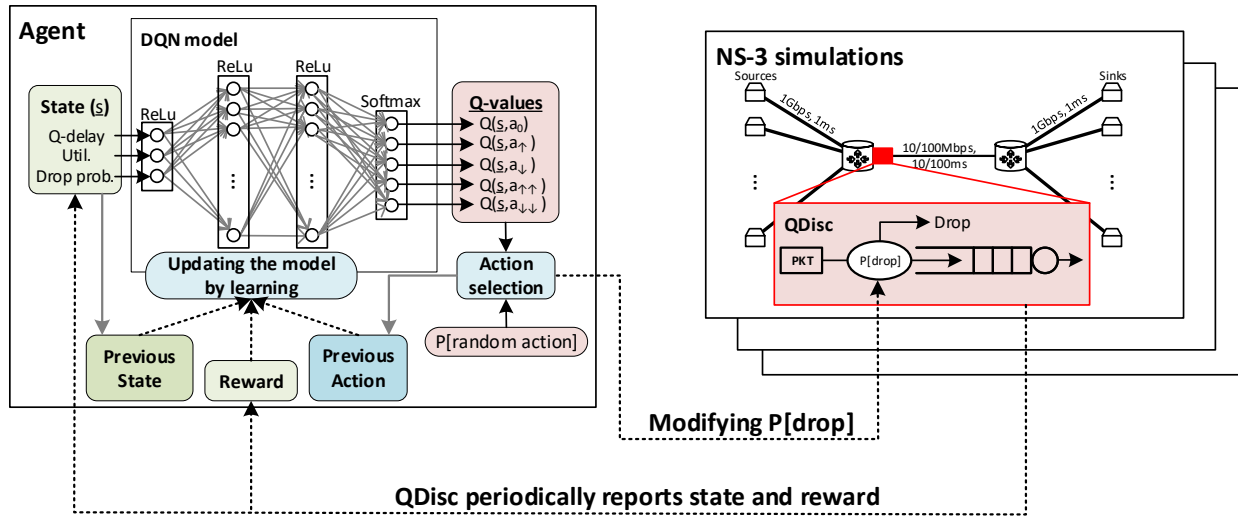 Agent
DQN model
ReLu
ReLu
ReLu
Softmax
State (s)
Q-delay
Util.
Drop prob.
Q-values
Q(s,a0)
Q(s,a↑)
Q(s,a↓)
Q(s,a↑↑)
Q(s,a↓↓)
Updating the model
by learning
Action
selection
P[random action]
Previous
State
Reward
Previous
Action
NS-3 simulations
Sources
Sinks
1Gbps, 1ms
1Gbps, 1ms
10/100Mbps,
10/100ms
QDisc
Drop
PKT
P[drop]
Modifying P[drop]
QDisc periodically reports state and reward